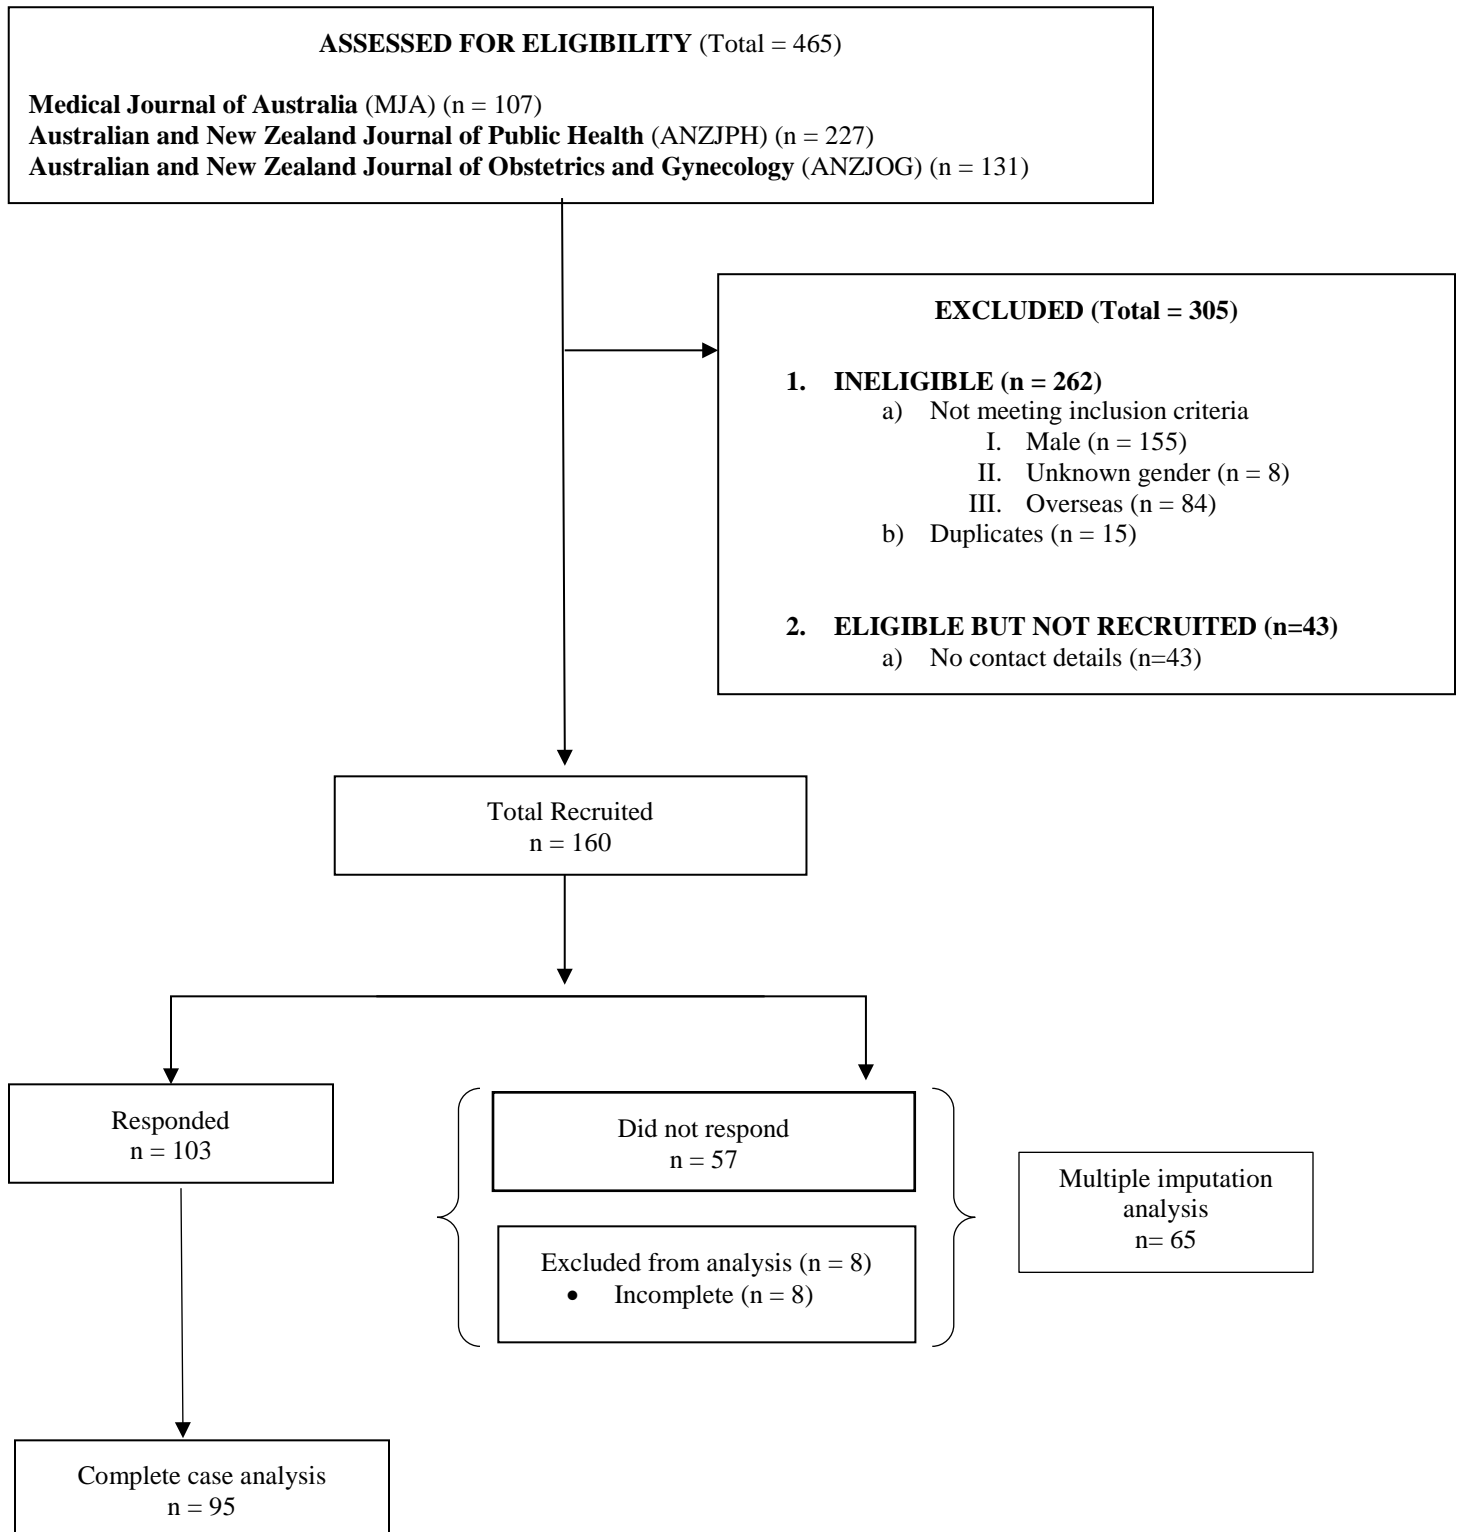 ASSESSED FOR ELIGIBILITY (Total = 465)
Medical Journal of Australia (MJA) (n = 107)
Australian and New Zealand Journal of Public Health (ANZJPH) (n = 227)
Australian and New Zealand Journal of Obstetrics and Gynecology (ANZJOG) (n = 131)
EXCLUDED (Total = 305)
1. INELIGIBLE (n = 262)
a) Not meeting inclusion criteria
I. Male (n = 155)
II. Unknown gender (n = 8)
III. Overseas (n = 84)
b) Duplicates (n = 15)
2. ELIGIBLE BUT NOT RECRUITED (n=43)
a) No contact details (n=43)
Total Recruited
n = 160
Responded
n = 103
Did not respond
n = 57
Excluded from analysis (n = 8)
• Incomplete (n = 8)
Multiple imputation
analysis
n= 65
Complete case analysis
n = 95